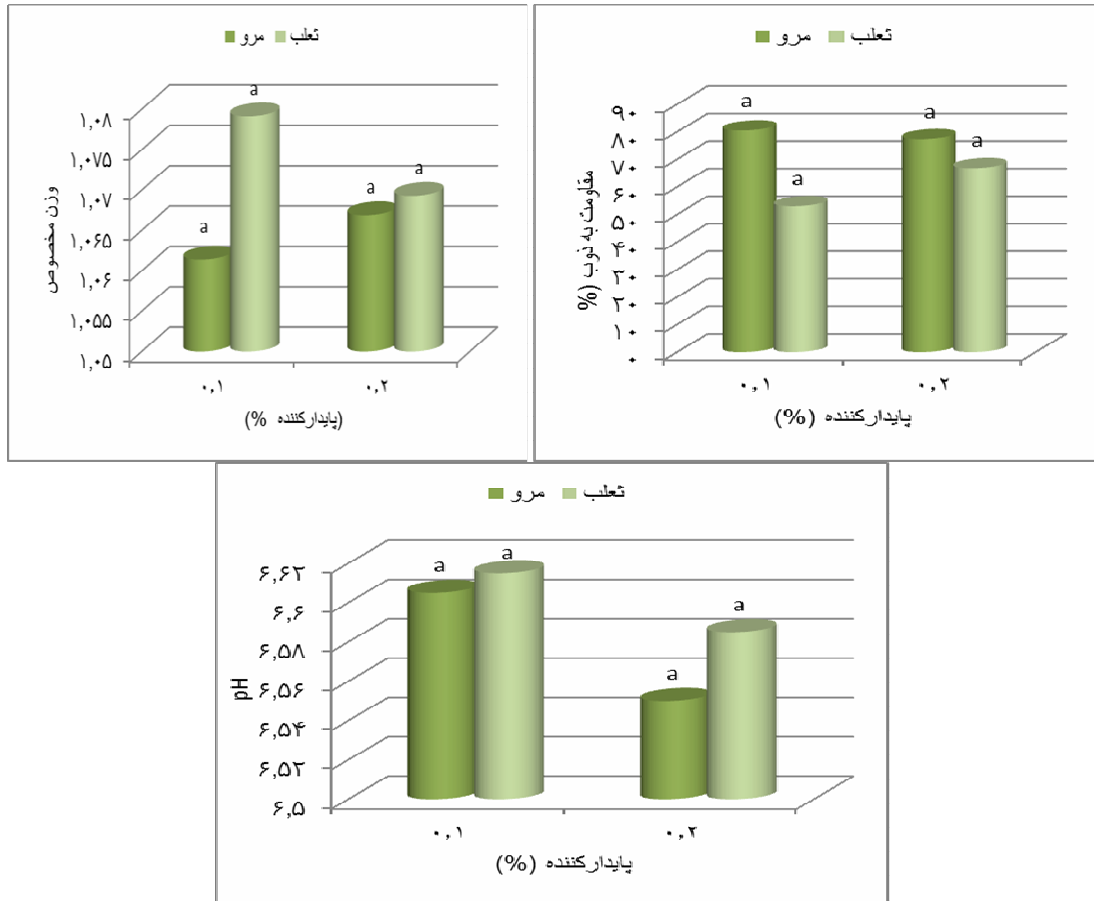 مرو ثعلب
a
a
a
a
۱,۰۸
۱,۰۷۵
۱,۰۷
۱,۰۶۵
۱,۰۶
۱,۰۵۵
۱,۰۵
وزن مخصوص
۰,۱ ۰,۲
(پایدارکننده %)
مرو ثعلب
a
a
a
a
۹۰
۸۰
۷۰
۶۰
۵۰
۴۰
۳۰
۲۰
۱۰
۰
مقاومت به ذوب (%
۰,۱ ۰,۲
پایدارکننده (%)
مرو ثعلب
a
a
a
a
۶,۶۲
۶,۶
۶,۵۸
۶,۵۶
۶,۵۴
۶,۵۲
۶,۵
pH
۰,۱ ۰,۲
پایدارکننده (%)